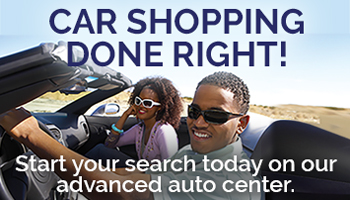 CAR SHOPPING
DONE RIGHT!
Start your search today on our
advanced auto center.